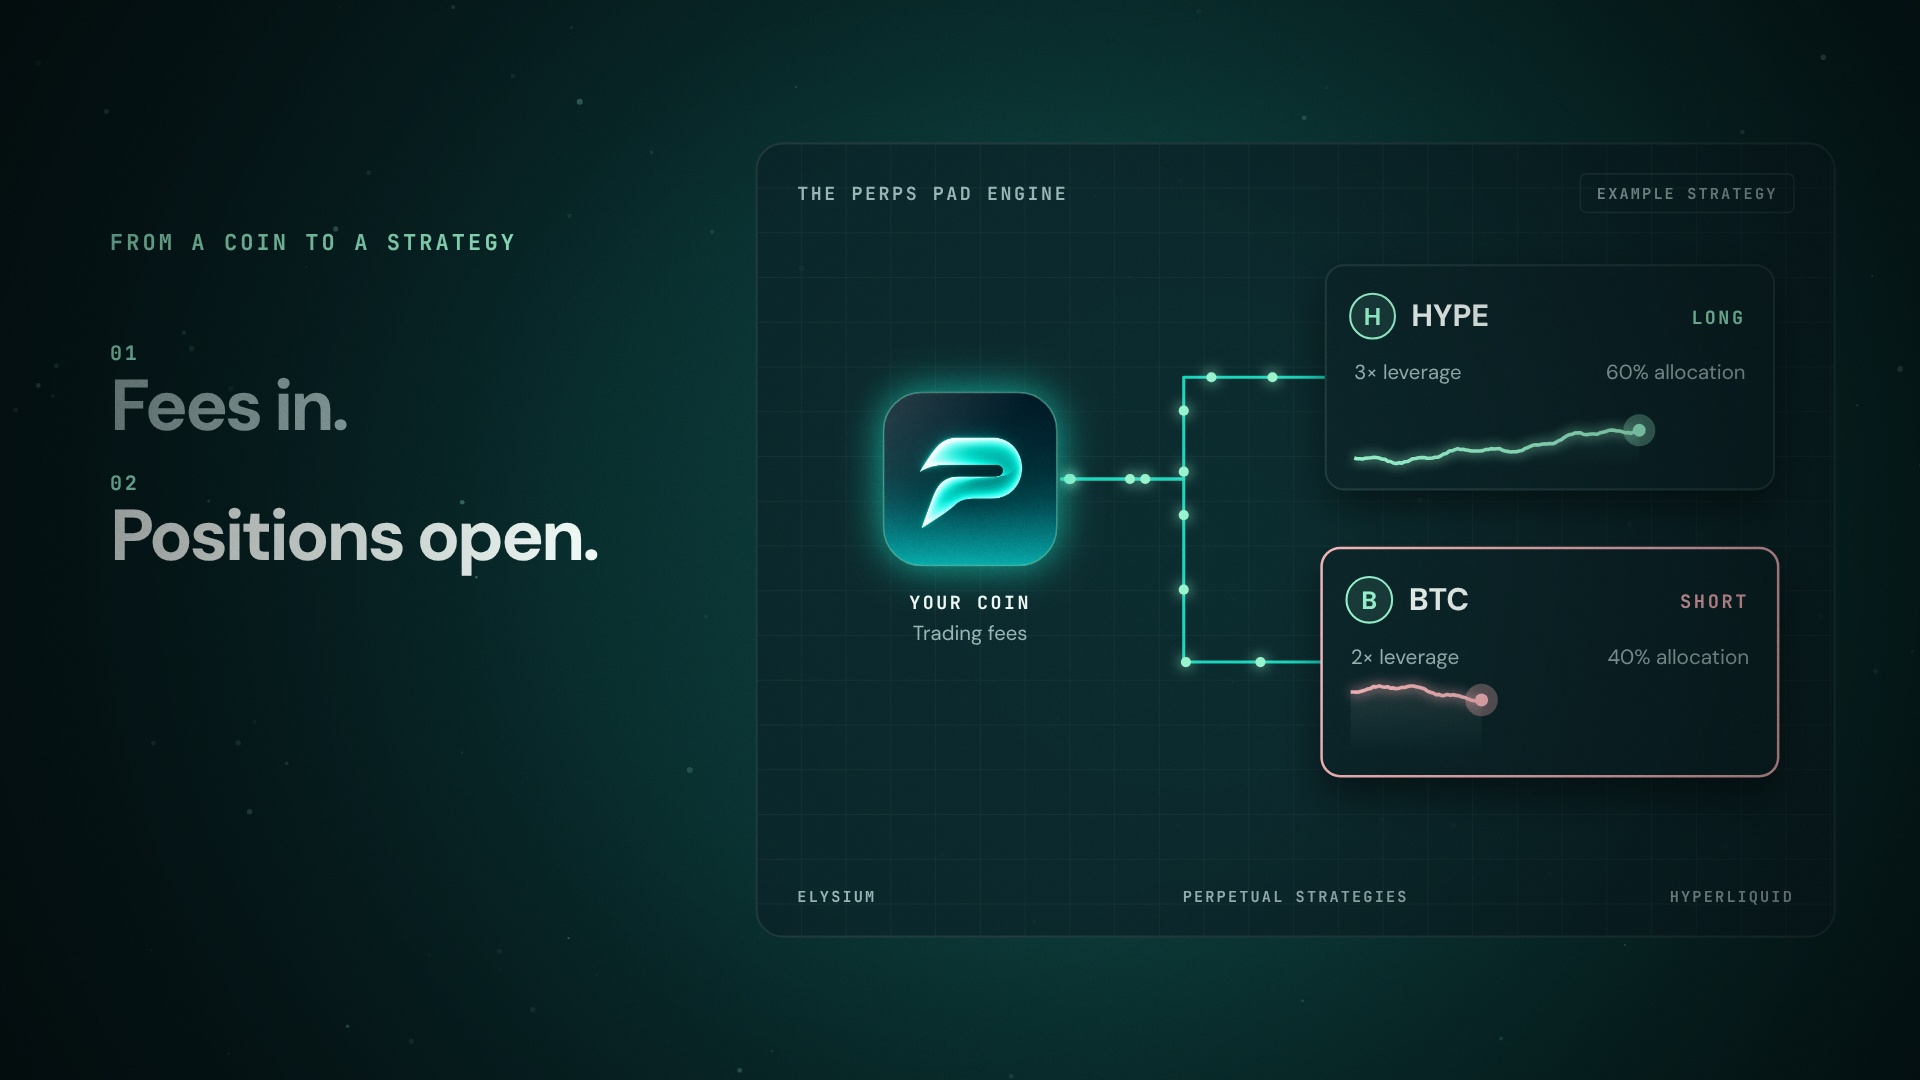 FROM A COIN TO A STRATEGY
01
Fees in.
02
Positions open.
THE PERPS PAD ENGINE
EXAMPLE STRATEGY
YOUR COIN
Trading fees
H HYPE LONG
3× leverage 60% allocation
B BTC SHORT
2× leverage 40% allocation
ELYSIUM PERPETUAL STRATEGIES HYPERLIQUID